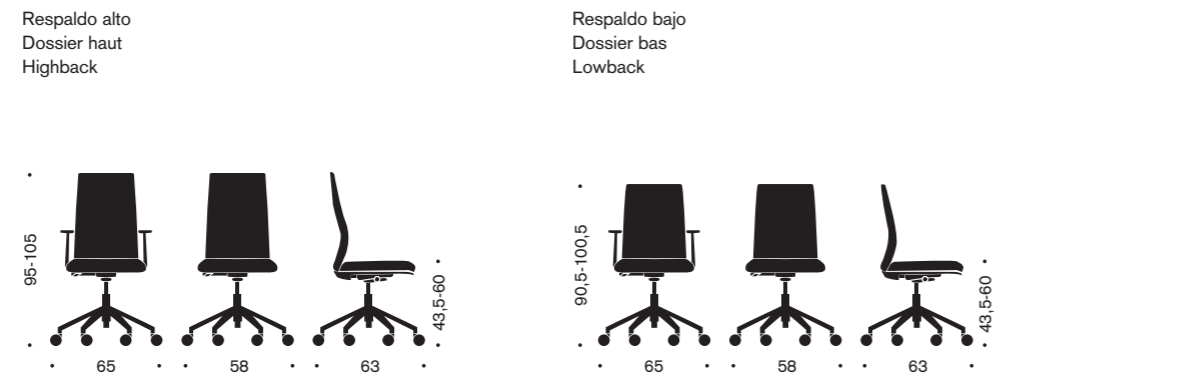 Respaldo alto
Dossier haut
Highback
95-105
43,5-60
65
58
63
Respaldo bajo
Dossier bas
Lowback
90,5-100,5
43,5-60
65
58
63